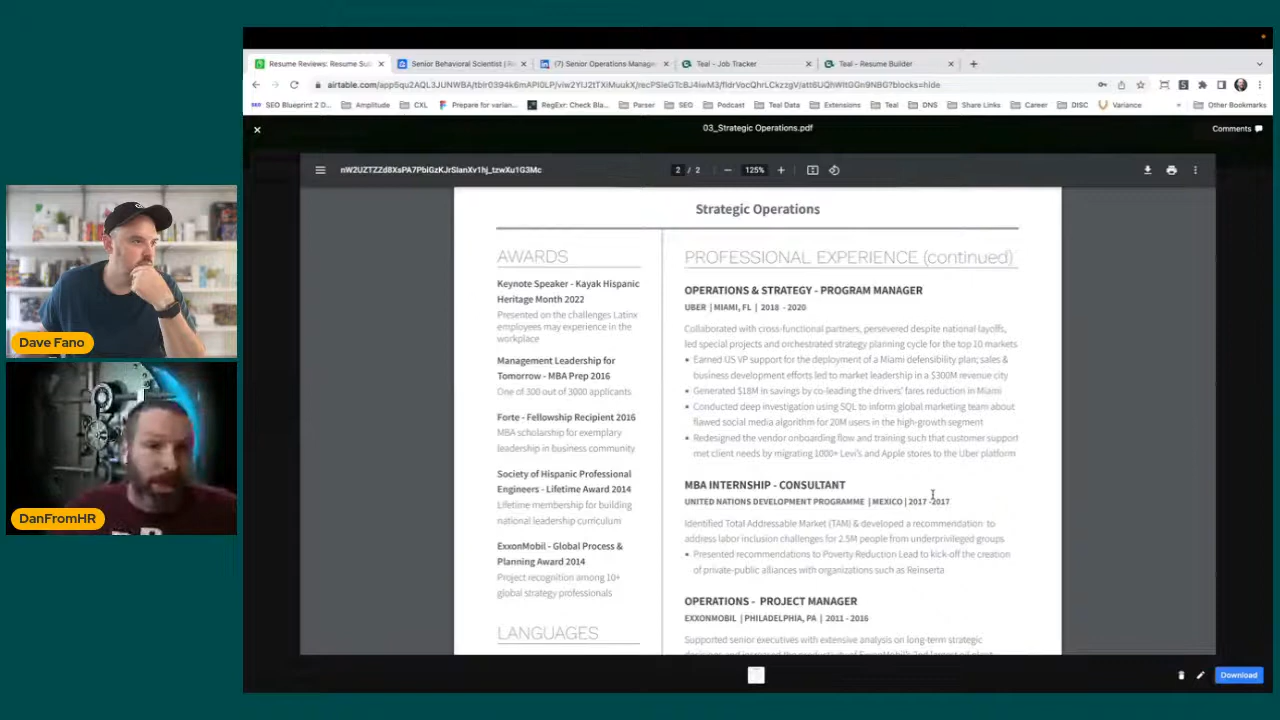 Resume Reviews: Resume Sub
Senior Behavioral Scientist | Re
(7) Senior Operations Manage
Teal - Job Tracker
Teal - Resume Builder
SEO Blueprint 2 D...
Amplitude
CXL
Prepare for varian...
RegExr: Check Bla...
Parser
SEO
Podcast
Teal Data
Extensions
Teal
DNS
Share Links
Career
DISC
Variance
Other Bookmarks
03_Strategic Operations.pdf
Comments
2 / 2
125%
Strategic Operations
AWARDS
Keynote Speaker - Kayak Hispanic
Heritage Month 2022
Presented on the challenges Latinx
employees may experience in the
workplace
Management Leadership for
Tomorrow - MBA Prep 2016
One of 300 out of 3000 applicants
Forte - Fellowship Recipient 2016
MBA scholarship for exemplary
leadership in business community
Society of Hispanic Professional
Engineers - Lifetime Award 2014
Lifetime membership for building
national leadership curriculum
ExxonMobil - Global Process &
Planning Award 2014
Project recognition among 10+
global strategy professionals
LANGUAGES
PROFESSIONAL EXPERIENCE (continued)
OPERATIONS & STRATEGY - PROGRAM MANAGER
UBER | MIAMI, FL | 2018 - 2020
Collaborated with cross-functional partners, persevered despite national layoffs,
led special projects and orchestrated strategy planning cycle for the top 10 markets
▪ Earned US VP support for the deployment of a Miami defensibility plan; sales &
business development efforts led to market leadership in a $300M revenue city
▪ Generated $18M in savings by co-leading the drivers' fares reduction in Miami
▪ Conducted deep investigation using SQL to inform global marketing team about
flawed social media algorithm for 20M users in the high-growth segment
▪ Redesigned the vendor onboarding flow and training such that customer support
met client needs by migrating 1000+ Levi's and Apple stores to the Uber platform
MBA INTERNSHIP - CONSULTANT
UNITED NATIONS DEVELOPMENT PROGRAMME | MEXICO | 2017 -2017
Identified Total Addressable Market (TAM) & developed a recommendation to
address labor inclusion challenges for 2.5M people from underprivileged groups
▪ Presented recommendations to Poverty Reduction Lead to kick-off the creation
of private-public alliances with organizations such as Reinserta
OPERATIONS - PROJECT MANAGER
EXXONMOBIL | PHILADELPHIA, PA | 2011 - 2016
Supported senior executives with extensive analysis on long-term strategic
Download
Dave Fano
DanFromHR